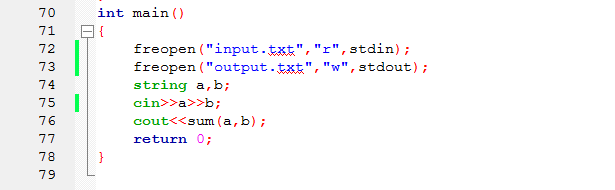 70 int main()
71 {
72 freopen("input.txt","r",stdin);
73 freopen("output.txt","w",stdout);
74 string a,b;
75 cin>>a>>b;
76 cout<<sum(a,b);
77 return 0;
78 }
79